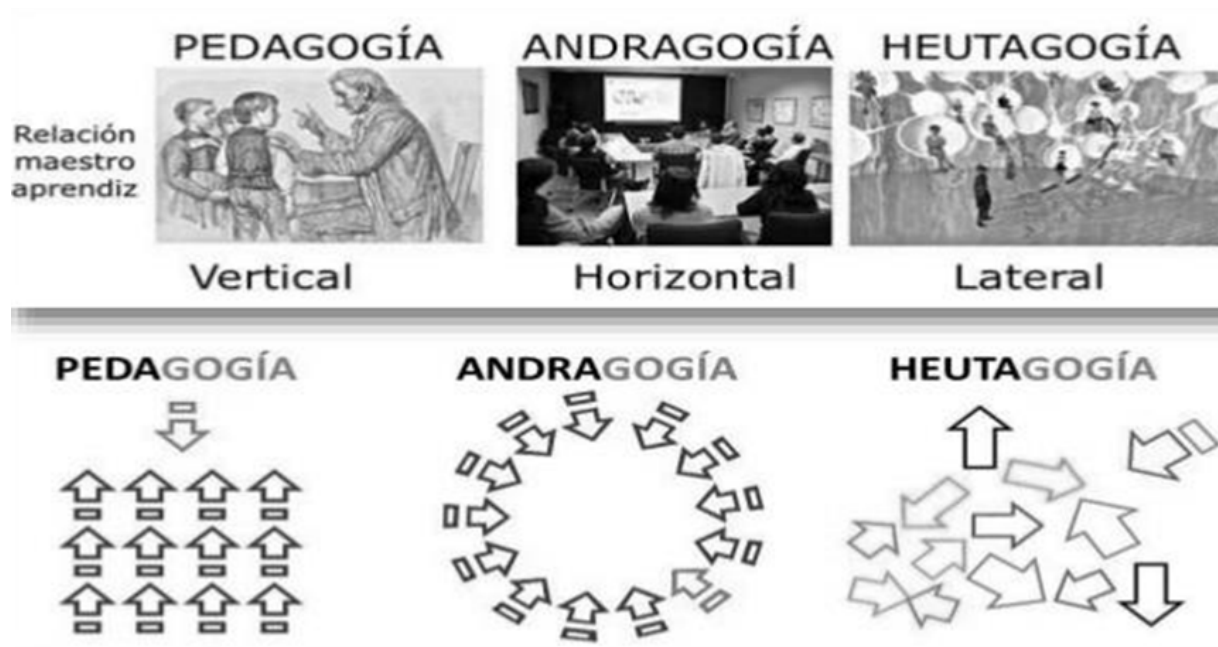 PEDAGOGÍA ANDRAGOGÍA HEUTAGOGÍA
Relación
maestro
aprendiz
Vertical Horizontal Lateral
PEDAGOGÍA ANDRAGOGÍA HEUTAGOGÍA